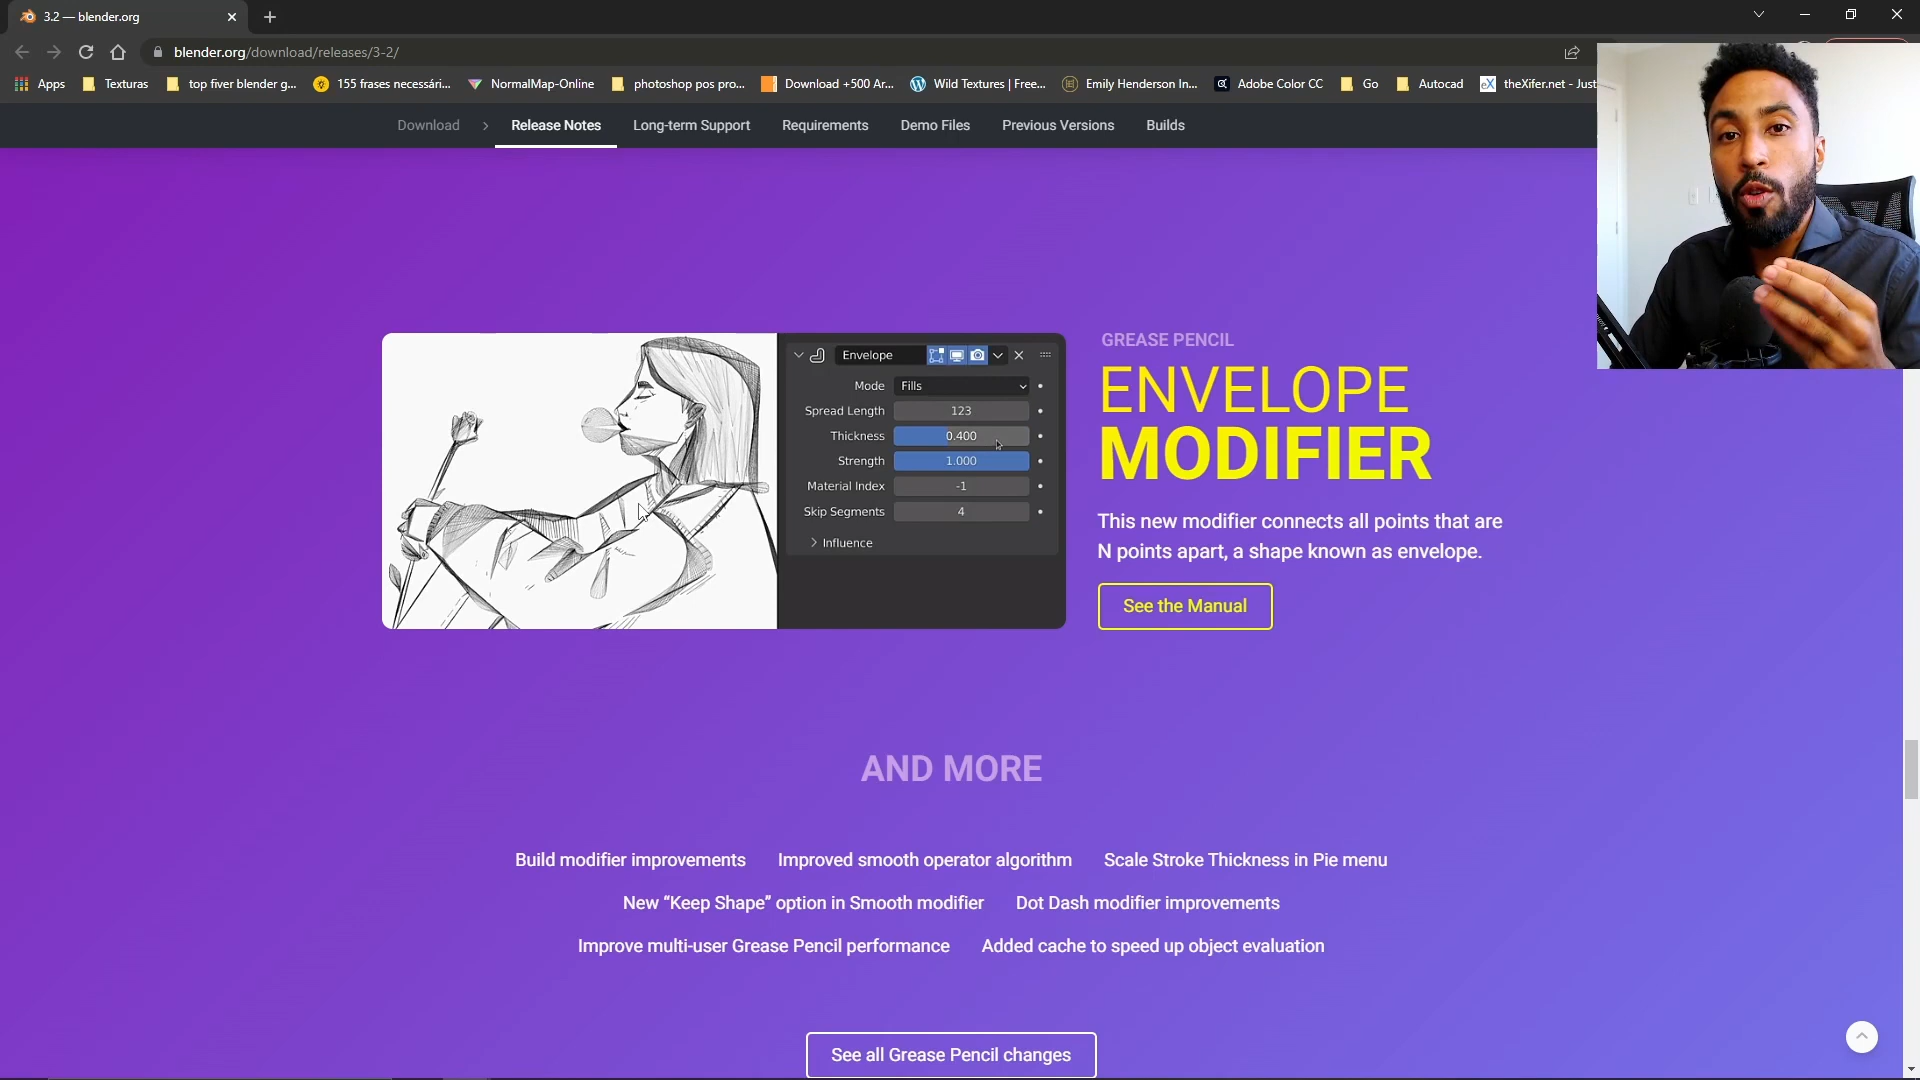 3.2 — blender.org
blender.org/download/releases/3-2/
Apps
Texturas
top fiver blender g...
155 frases necessári...
NormalMap-Online
photoshop pos pro...
Download +500 Ar...
Wild Textures | Free...
Emily Henderson In...
Adobe Color CC
Go
Autocad
eX
theXifer.net - Just
Download
Release Notes
Long-term Support
Requirements
Demo Files
Previous Versions
Builds
Envelope
Mode Fills
Spread Length 123
Thickness 0.400
Strength 1.000
Material Index -1
Skip Segments 4
Influence
GREASE PENCIL
ENVELOPE
MODIFIER
This new modifier connects all points that are
N points apart, a shape known as envelope.
See the Manual
AND MORE
Build modifier improvements Improved smooth operator algorithm Scale Stroke Thickness in Pie menu
New “Keep Shape” option in Smooth modifier Dot Dash modifier improvements
Improve multi-user Grease Pencil performance Added cache to speed up object evaluation
See all Grease Pencil changes